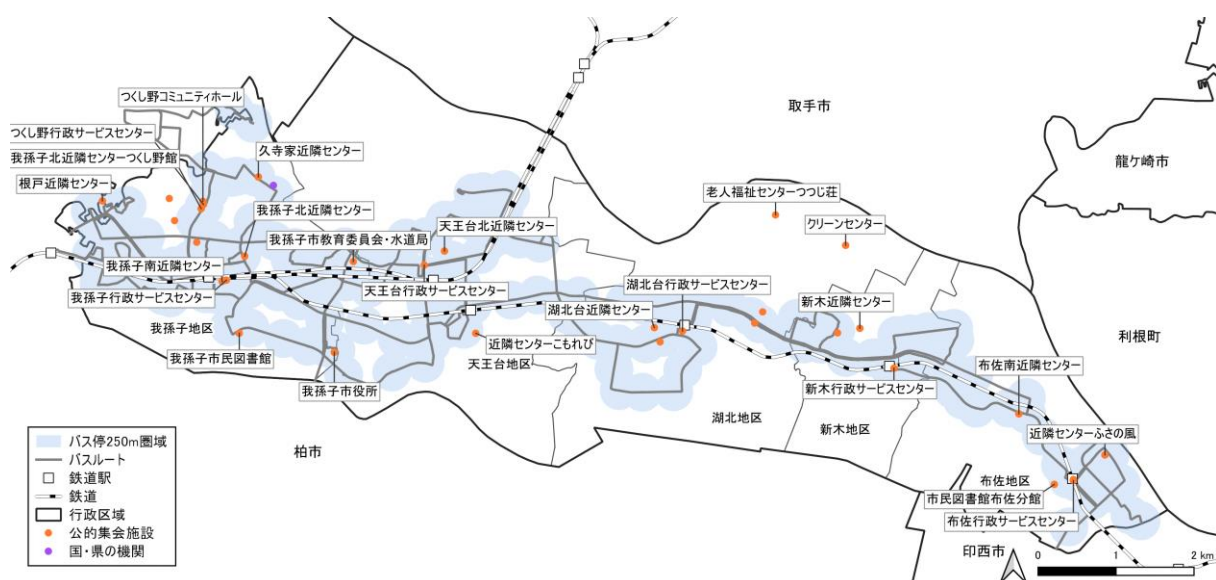 つくし野コミュニティホール
取手市
つくし野行政サービスセンター
久寺家近隣センター
我孫子北近隣センターつくし野館
龍ケ崎市
根戸近隣センター
老人福祉センターつつじ荘
我孫子北近隣センター
天王台北近隣センター
クリーンセンター
我孫子市教育委員会・水道局
我孫子南近隣センター
湖北台行政サービスセンター
天王台行政サービスセンター
我孫子行政サービスセンター
新木近隣センター
湖北台近隣センター
我孫子地区
利根町
近隣センターこもれび
我孫子市民図書館
天王台地区
布佐南近隣センター
我孫子市役所
新木行政サービスセンター
湖北地区
新木地区
近隣センターふさの風
柏市
布佐地区
市民図書館布佐分館
布佐行政サービスセンター
印西市
バス停250m圏域
バスルート
鉄道駅
鉄道
行政区域
公的集会施設
国・県の機関
0 1 2 km